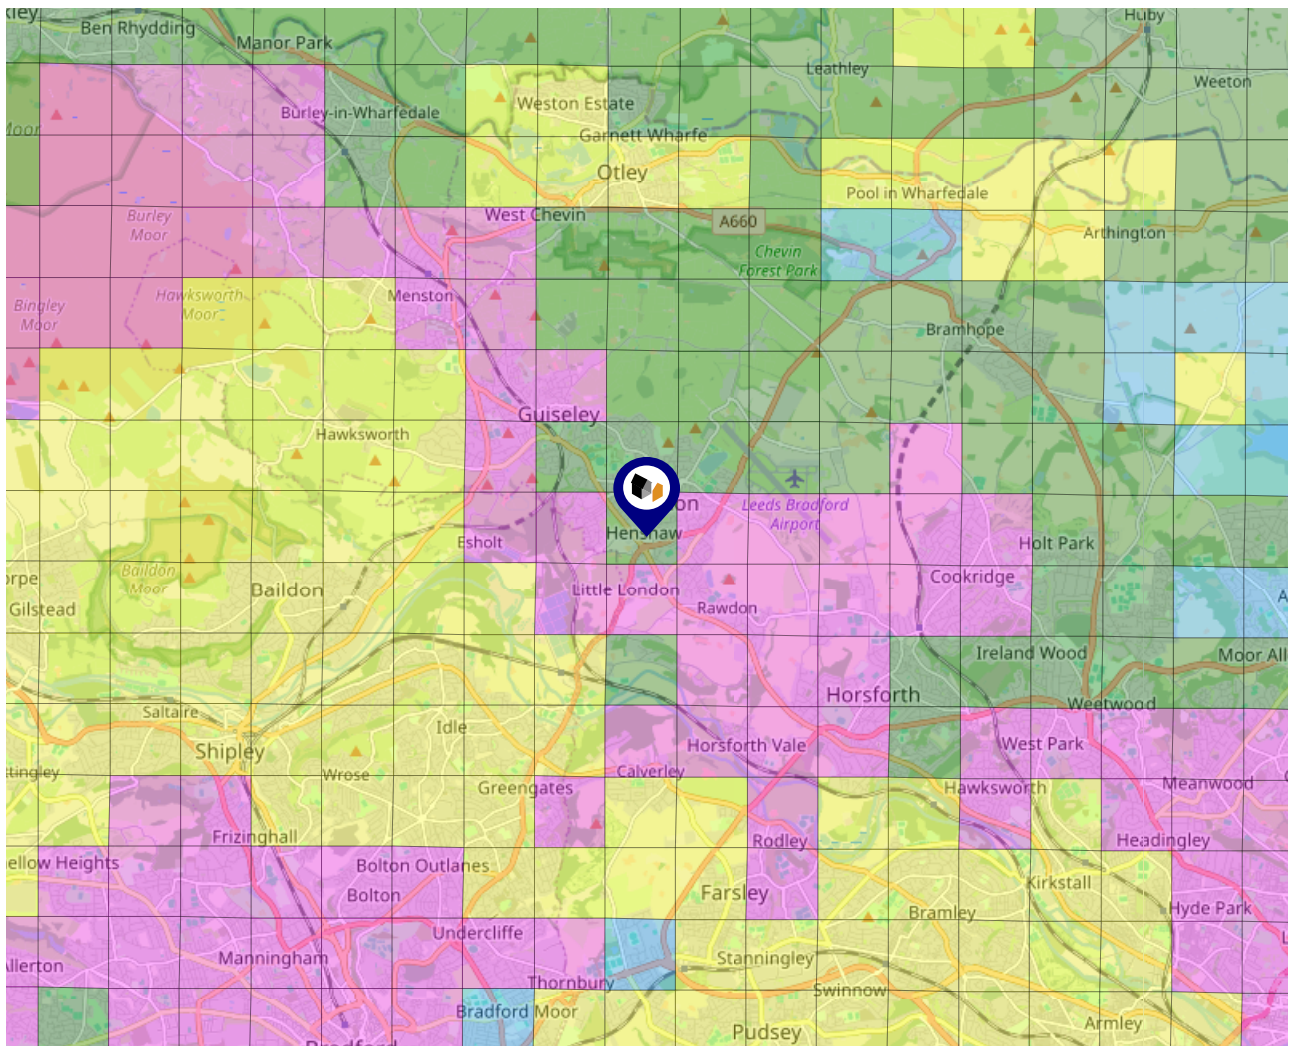 Ben Rhydding
Huby
Manor Park
Leathley
Weeton
Weston Estate
Burley-in-Wharfedale
Garnett Wharfe
Otley
Pool in Wharfedale
Burley
Moor
West Chevin
A660
Arthington
Chevin
Forest Park
Hawksworth
Moor
Menston
Bingley
Moor
Bramhope
Guiseley
Hawksworth
Leeds Bradford
Airport
Henshaw
Esholt
Holt Park
Baildon
Moor
Cookridge
Baildon
Little London
Rawdon
Gilstead
Ireland Wood
Moor All
Horsforth
Weetwood
Saltaire
Idle
Shipley
Horsforth Vale
West Park
Wrose
Calverley
Greengates
Hawksworth
Meanwood
Frizinghall
Rodley
Headingley
ellow Heights
Bolton Outlanes
Bolton
Farsley
Kirkstall
Hyde Park
Bramley
Undercliffe
Manningham
Stanningley
Allerton
Thornbury
Swinnow
Bradford Moor
Armley
Pudsey
Bradford